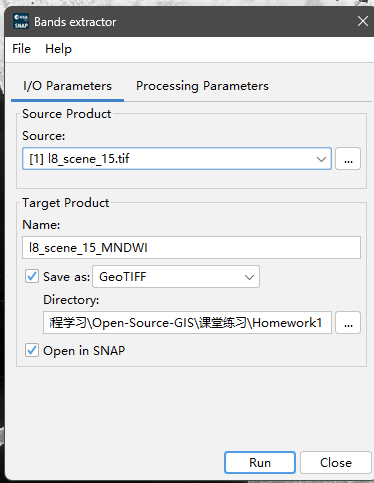 Bands extractor
File Help
I/O Parameters Processing Parameters
Source Product
Source:
[1] l8_scene_15.tif
...
Target Product
Name:
l8_scene_15_MNDWI
Save as: GeoTIFF
Directory:
程学习\Open-Source-GIS\课堂练习\Homework1
...
Open in SNAP
Run Close